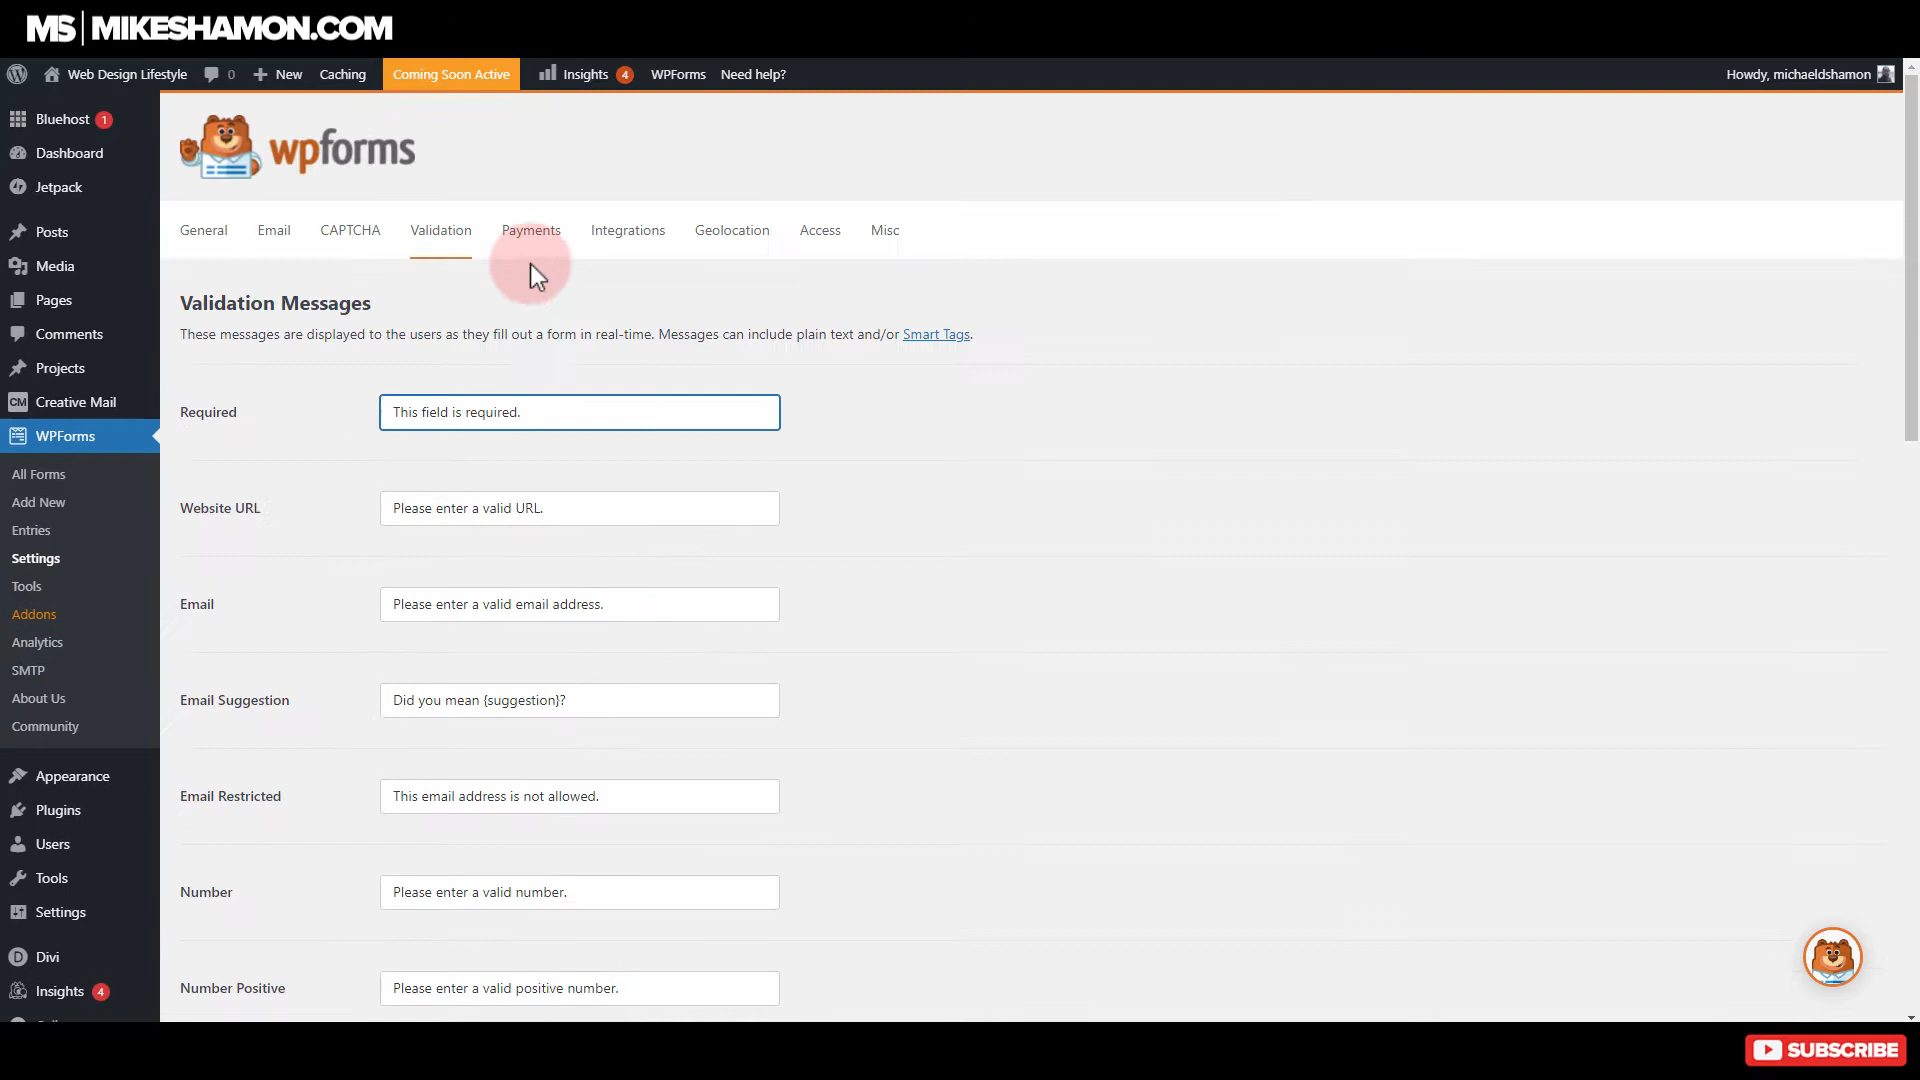 MS | MIKESHAMON.COM
Web Design Lifestyle 0 New Caching Coming Soon Active Insights 4 WPForms Need help? Howdy, michaeldshamon
Bluehost 1
Dashboard
Jetpack
Posts
Media
Pages
Comments
Projects
CM Creative Mail
WPForms
All Forms
Add New
Entries
Settings
Tools
Addons
Analytics
SMTP
About Us
Community
Appearance
Plugins
Users
Tools
Settings
D Divi
Insights 4
wpforms
General Email CAPTCHA Validation Payments Integrations Geolocation Access Misc
Validation Messages
These messages are displayed to the users as they fill out a form in real-time. Messages can include plain text and/or Smart Tags.
Required This field is required.
Website URL Please enter a valid URL.
Email Please enter a valid email address.
Email Suggestion Did you mean {suggestion}?
Email Restricted This email address is not allowed.
Number Please enter a valid number.
Number Positive Please enter a valid positive number.
SUBSCRIBE